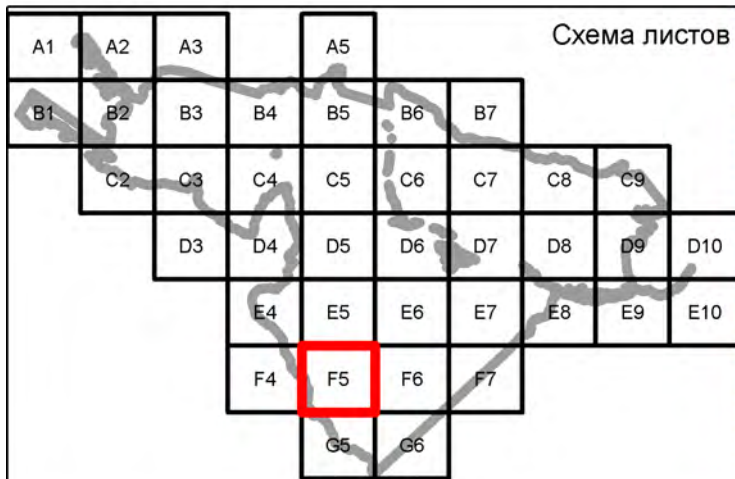 Схема листов
A1 A2 A3 A5
B1 B2 B3 B4 B5 B6 B7
C2 C3 C4 C5 C6 C7 C8 C9
D3 D4 D5 D6 D7 D8 D9 D10
E4 E5 E6 E7 E8 E9 E10
F4 F5 F6 F7
G5 G6